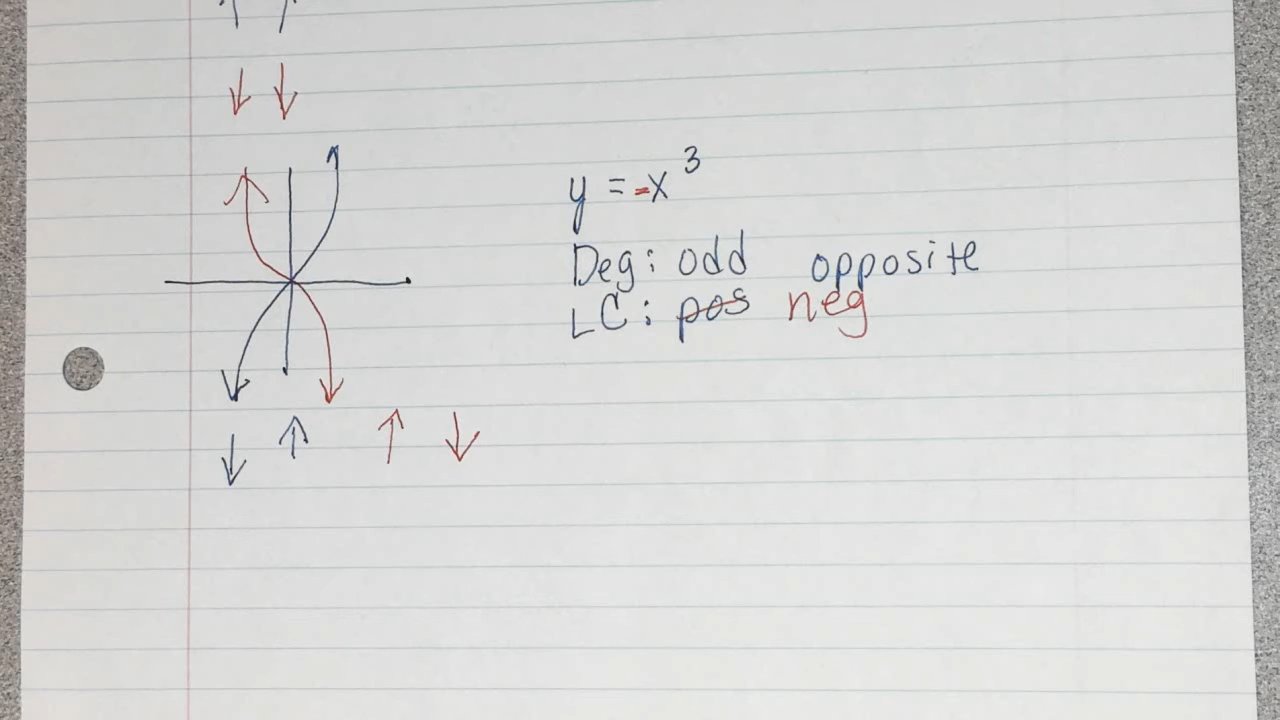 y = -x³
Deg: odd opposite
LC: pos neg